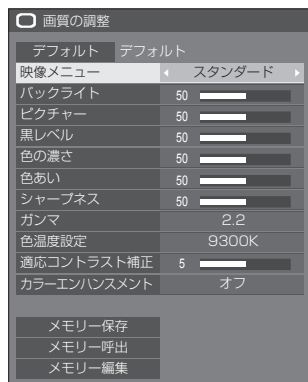 画質の調整
デフォルト デフォルト
映像メニュー スタンダード
バックライト 50
ピクチャー 50
黒レベル 50
色の濃さ 50
色あい 50
シャープネス 50
ガンマ 2.2
色温度設定 9300K
適応コントラスト補正 5
カラーエンハンスメント オフ
メモリー保存
メモリー呼出
メモリー編集